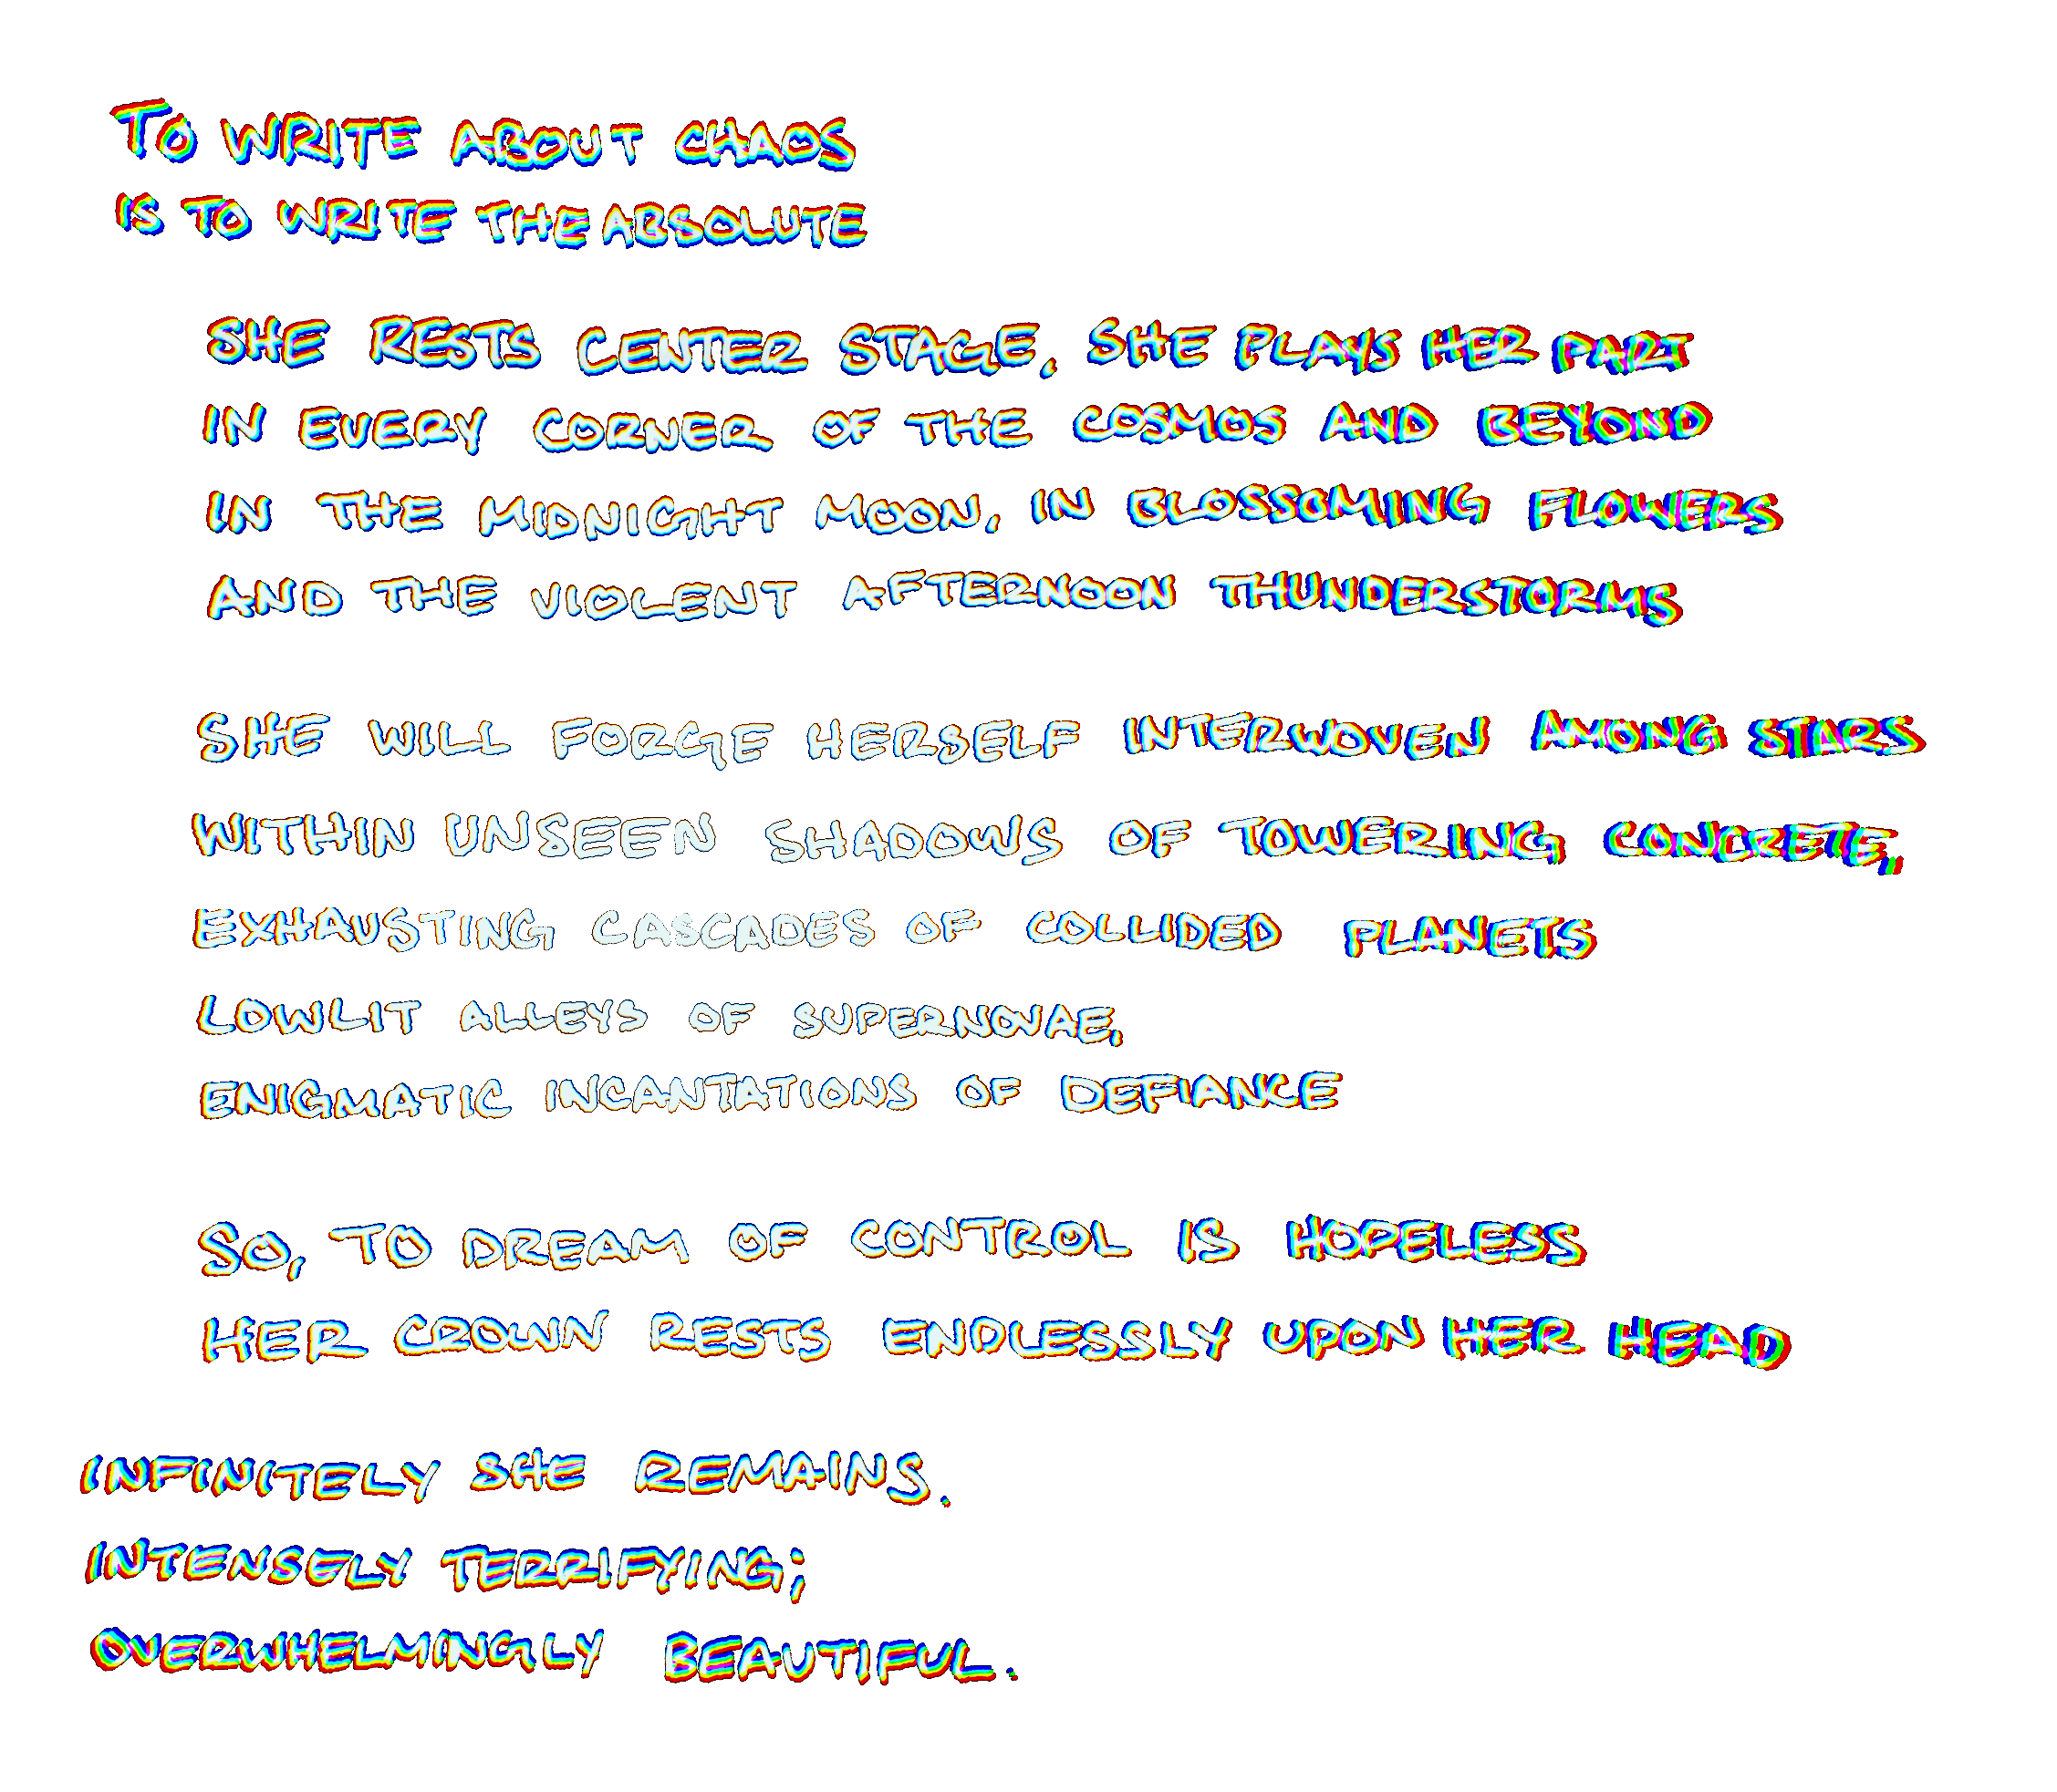 TO WRITE ABOUT CHAOS
IS TO WRITE THE ABSOLUTE
SHE RESTS CENTER STAGE. SHE PLAYS HER PART
IN EVERY CORNER OF THE COSMOS AND BEYOND
IN THE MIDNIGHT MOON, IN BLOSSOMING FLOWERS
AND THE VIOLENT AFTERNOON THUNDERSTORMS
SHE WILL FORGE HERSELF INTERWOVEN AMONG STARS
WITHIN UNSEEN SHADOWS OF TOWERING CONCRETE,
EXHAUSTING CASCADES OF COLLIDED PLANETS
LOWLIT ALLEYS OF SUPERNOVAE,
ENIGMATIC INCANTATIONS OF DEFIANCE
SO, TO DREAM OF CONTROL IS HOPELESS
HER CROWN RESTS ENDLESSLY UPON HER HEAD
INFINITELY SHE REMAINS.
INTENSELY TERRIFYING;
OVERWHELMINGLY BEAUTIFUL.